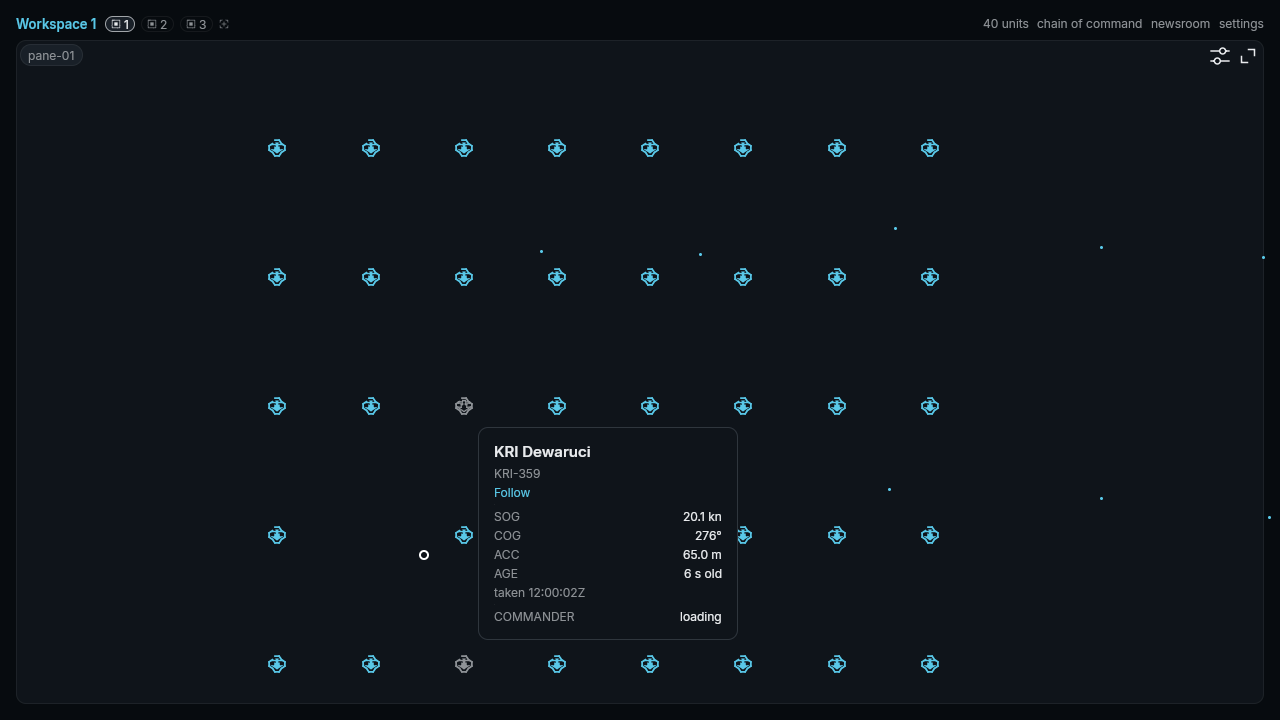 Workspace 1 1 2 3 40 units chain of command newsroom settings
pane-01
KRI Dewaruci
KRI-359
Follow
SOG 20.1 kn
COG 276°
ACC 65.0 m
AGE 6 s old
taken 12:00:02Z
COMMANDER loading